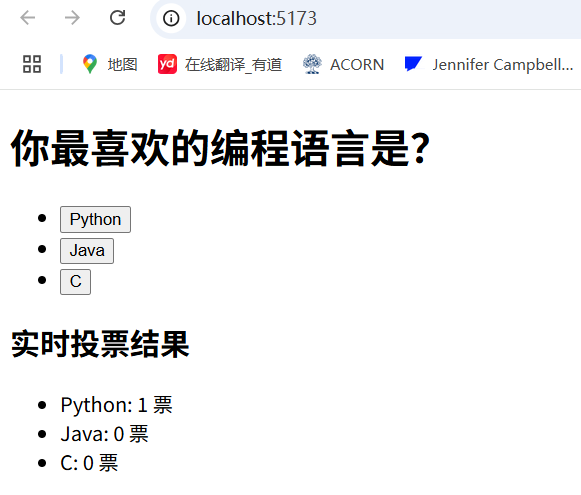 localhost:5173
地图
yd 在线翻译_有道
ACORN
Jennifer Campbell...
你最喜欢的编程语言是?
Python
Java
C
实时投票结果
Python: 1 票
Java: 0 票
C: 0 票